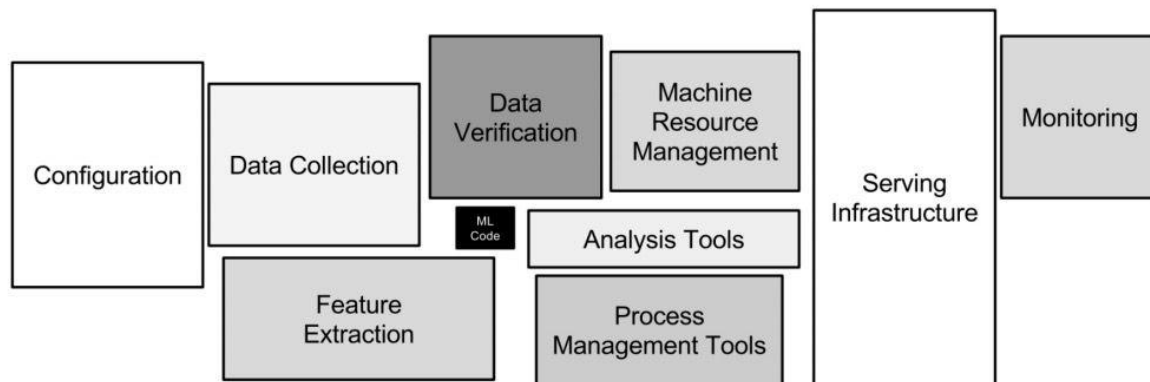 Configuration
Data Collection
Feature
Extraction
Data
Verification
ML
Code
Machine
Resource
Management
Analysis Tools
Process
Management Tools
Serving
Infrastructure
Monitoring